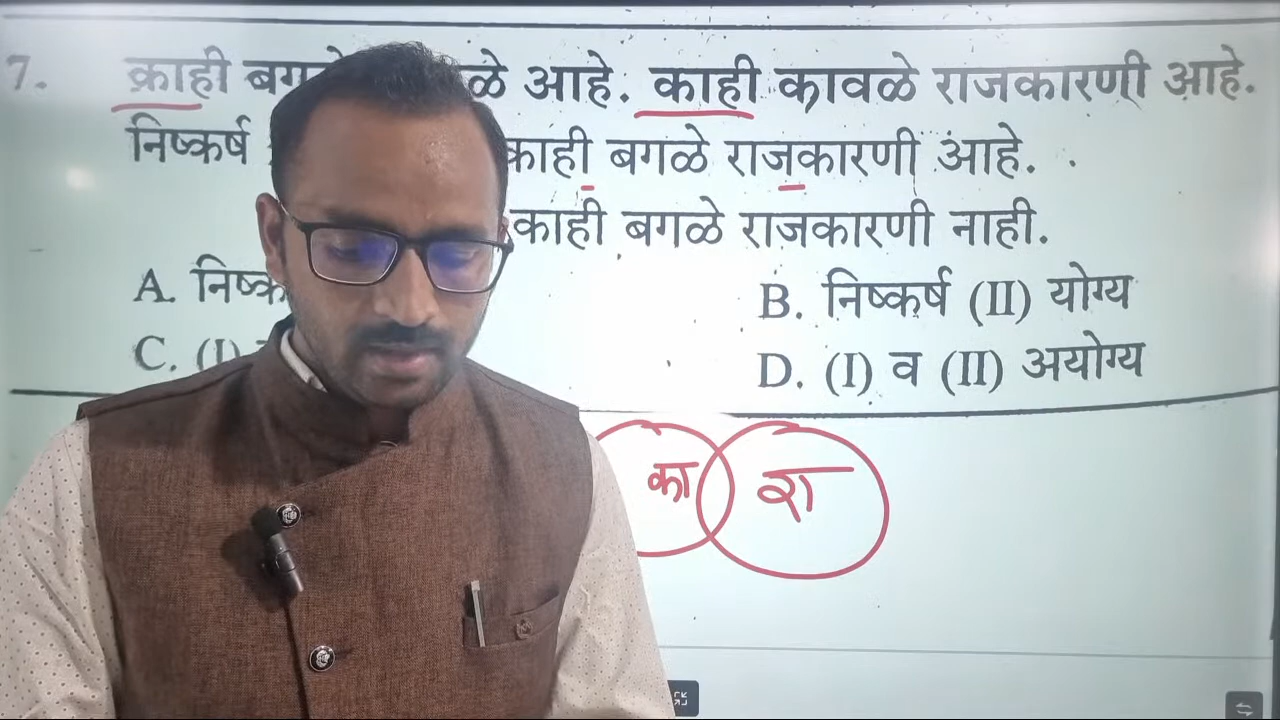 7. काही आहे. काही कावळे राजकारणी आहे.
निष्कर्ष काही बगळे राजकारणी आहे.
काही बगळे राजकारणी नाही.
A. B. निष्कर्ष (II) योग्य
C. (I) D. (I) व (II) अयोग्य
का रा